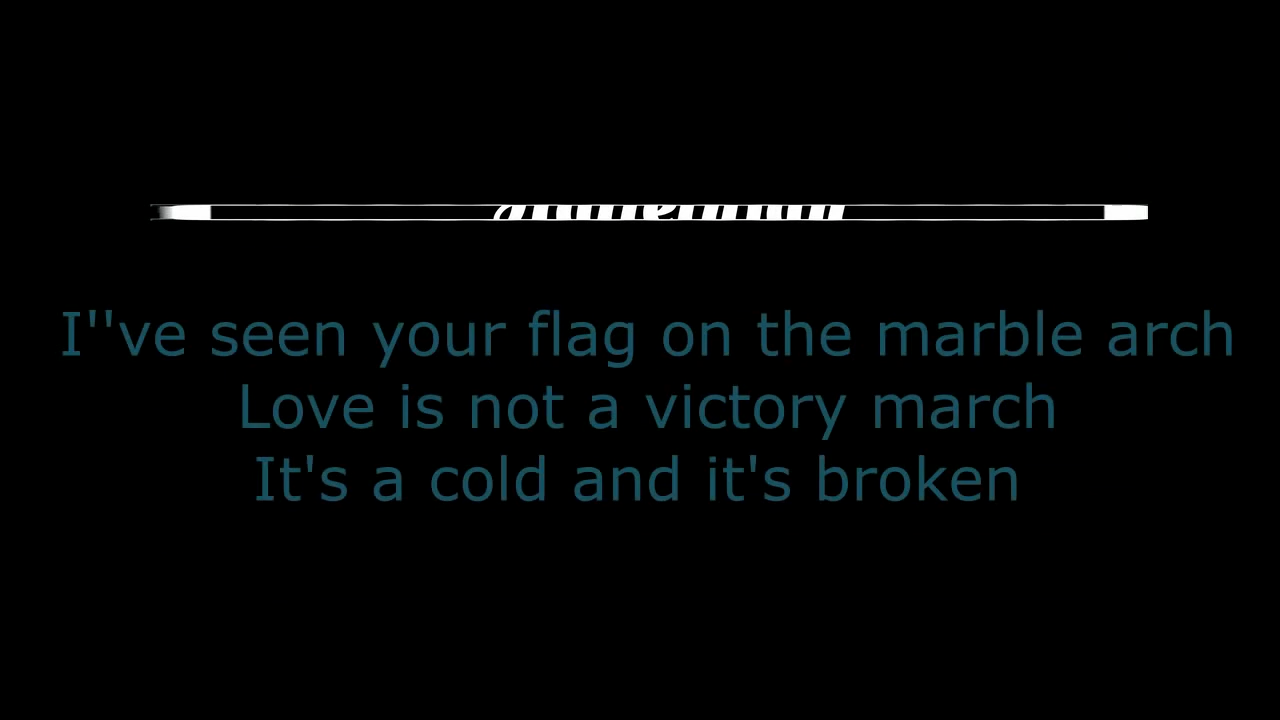 I''ve seen your flag on the marble arch
Love is not a victory march
It's a cold and it's broken